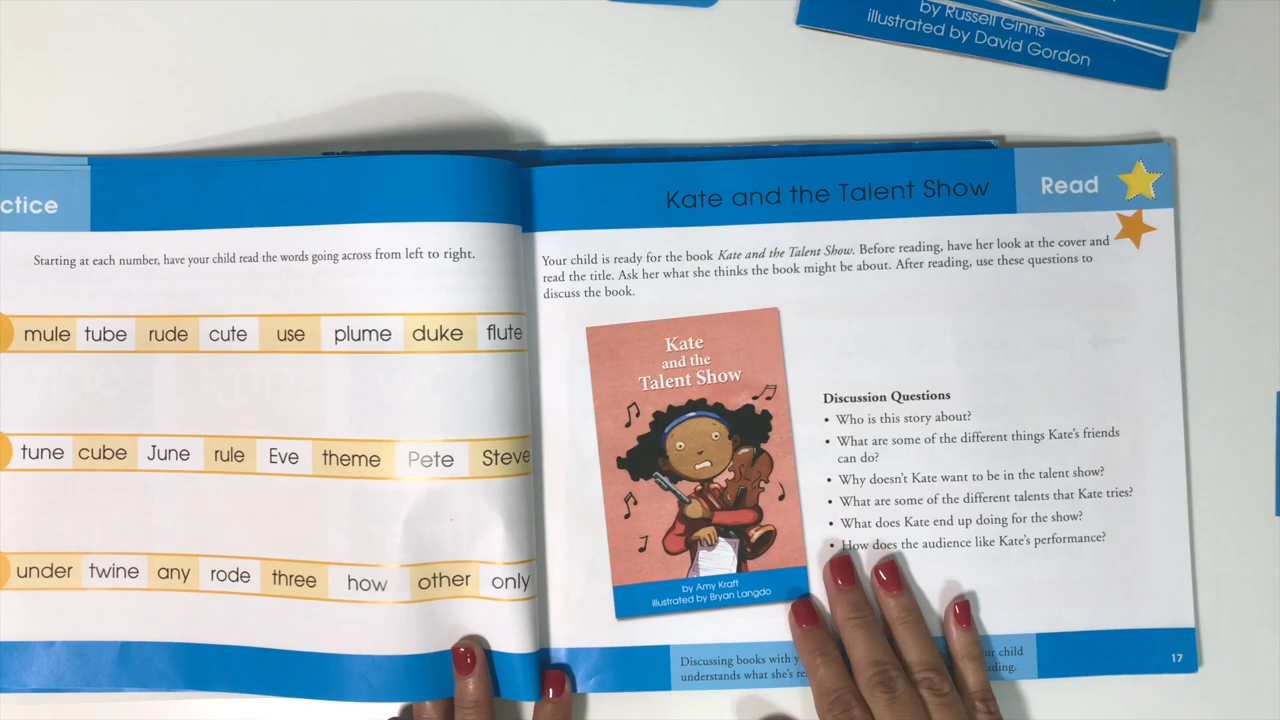 by Russell Ginns
illustrated by David Gordon
ctice
Starting at each number, have your child read the words going across from left to right.
mule tube rude cute use plume duke flute
tune cube June rule Eve theme Pete Steve
under twine any rode three how other only
Kate and the Talent Show
Read
Your child is ready for the book Kate and the Talent Show. Before reading, have her look at the cover and
read the title. Ask her what she thinks the book might be about. After reading, use these questions to
discuss the book.
Kate
and the
Talent Show
by Amy Kraft
illustrated by Bryan Langdo
Discussion Questions
• Who is this story about?
• What are some of the different things Kate's friends
can do?
• Why doesn't Kate want to be in the talent show?
• What are some of the different talents that Kate tries?
• What does Kate end up doing for the show?
• How does the audience like Kate's performance?
Discussing books with y ur child
understands what she's re ading.
17